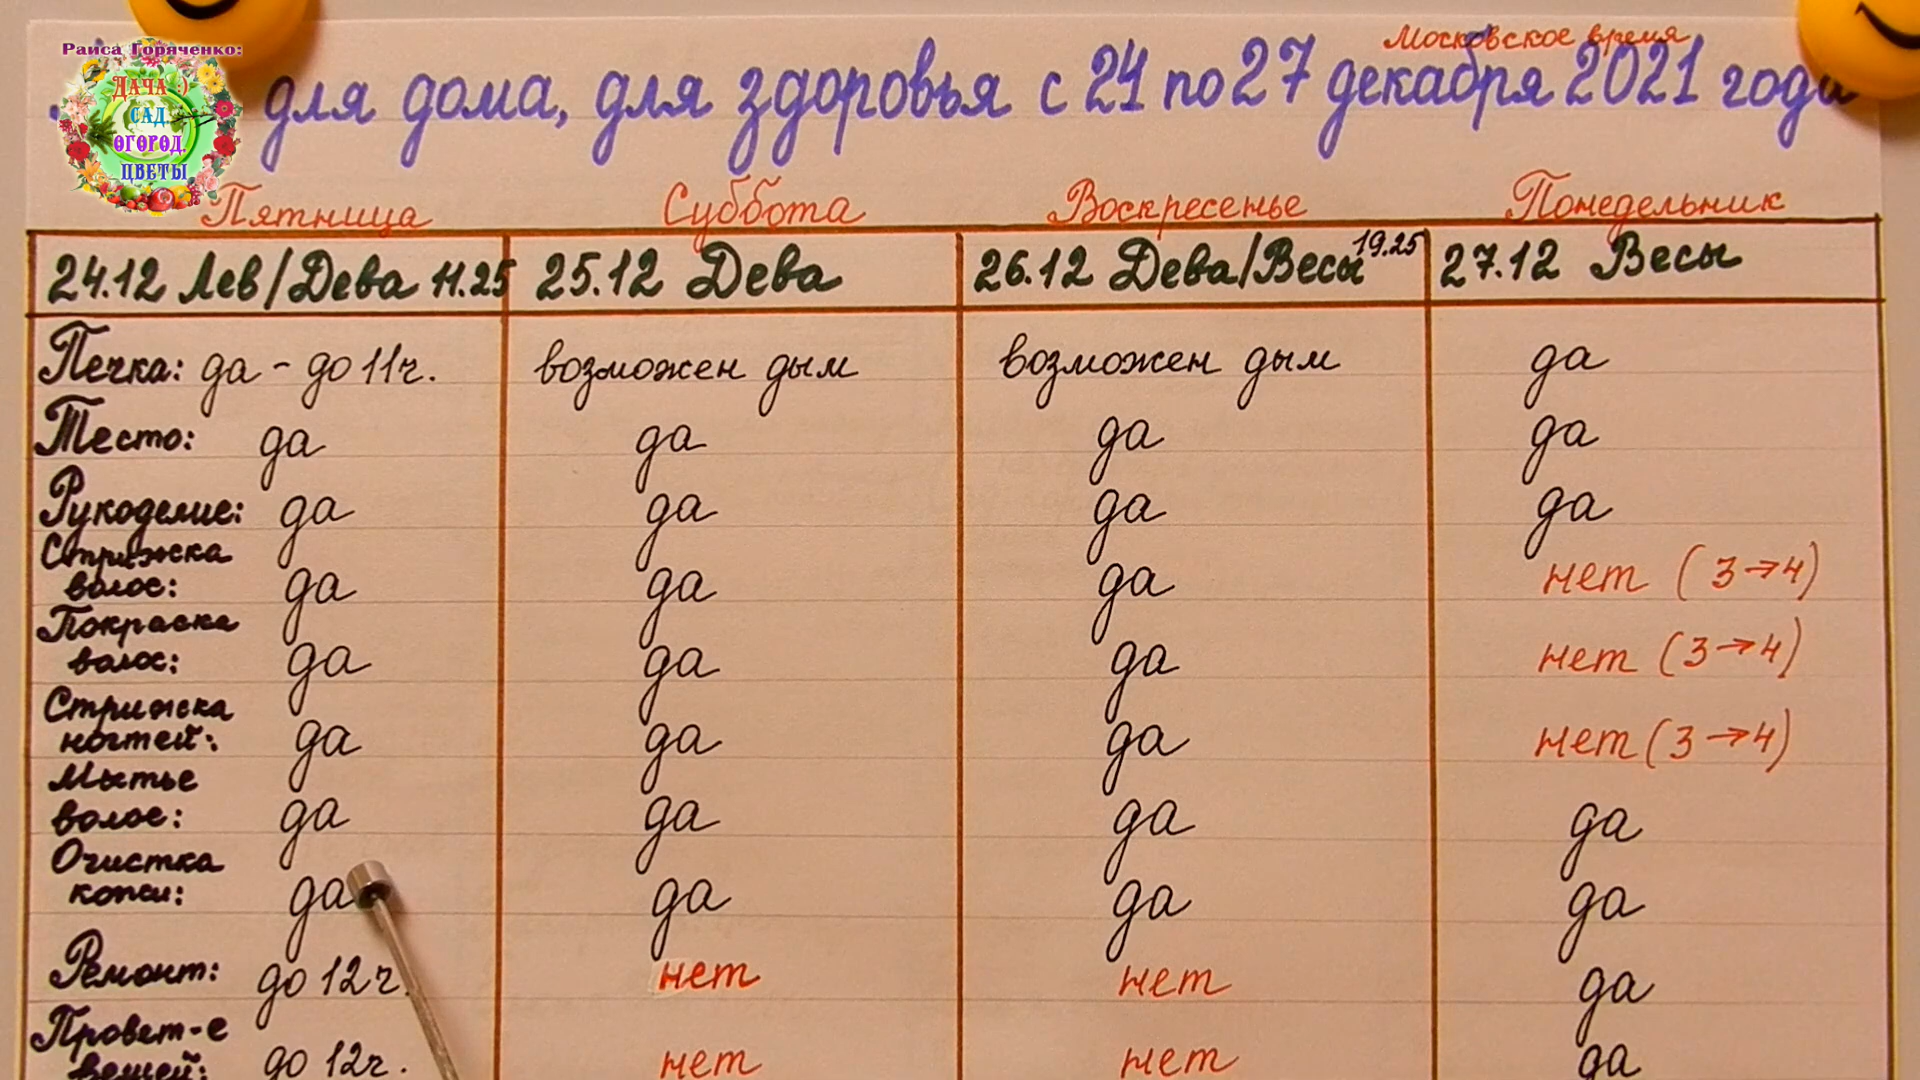 Раиса Горяченко:
Дача :)
сад,
огород,
цветы
Московское время
для дома, для здоровья с 24 по 27 декабря 2021 года
Пятница Суббота Воскресенье Понедельник
24.12 Лев/Дева 11.25 25.12 Дева 26.12 Дева/Весы 19.25 27.12 Весы
Печка: да - до 11ч. возможен дым возможен дым да
Тесто: да да да да
Рукоделие: да да да да
Стрижка
волос: да да да нет (3→4)
Покраска
волос: да да да нет (3→4)
Стрижка
ногтей: да да да нет (3→4)
Мытье
волос: да да да да
Очистка
кожи: да да да да
Ремонт: до 12ч. нет нет да
Провет-е
вещей: до 12ч. нет нет да